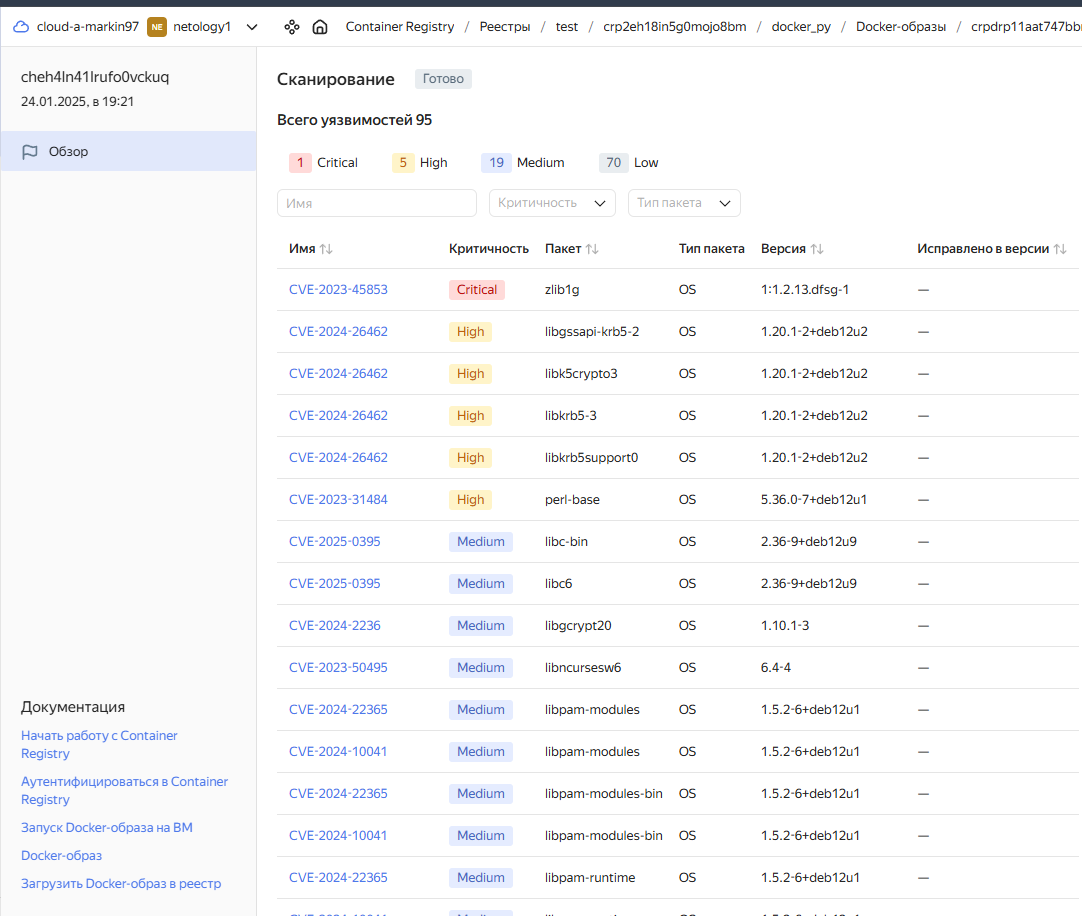 cloud-a-markin97 NE netology1 Container Registry / Реестры / test / crp2eh18in5g0mojo8bm / docker_py / Docker-образы /
cheh4ln41lrufo0vckuq
24.01.2025, в 19:21
Обзор
Документация
Начать работу с Container
Registry
Аутентифицироваться в Container
Registry
Запуск Docker-образа на ВМ
Docker-образ
Загрузить Docker-образ в реестр
Сканирование Готово
Всего уязвимостей 95
1 Critical 5 High 19 Medium 70 Low
Имя Критичность Тип пакета
Имя Критичность Пакет Тип пакета Версия Исправлено в версии
CVE-2023-45853 Critical zlib1g OS 1:1.2.13.dfsg-1 —
CVE-2024-26462 High libgssapi-krb5-2 OS 1.20.1-2+deb12u2 —
CVE-2024-26462 High libk5crypto3 OS 1.20.1-2+deb12u2 —
CVE-2024-26462 High libkrb5-3 OS 1.20.1-2+deb12u2 —
CVE-2024-26462 High libkrb5support0 OS 1.20.1-2+deb12u2 —
CVE-2023-31484 High perl-base OS 5.36.0-7+deb12u1 —
CVE-2025-0395 Medium libc-bin OS 2.36-9+deb12u9 —
CVE-2025-0395 Medium libc6 OS 2.36-9+deb12u9 —
CVE-2024-2236 Medium libgcrypt20 OS 1.10.1-3 —
CVE-2023-50495 Medium libncursesw6 OS 6.4-4 —
CVE-2024-22365 Medium libpam-modules OS 1.5.2-6+deb12u1 —
CVE-2024-10041 Medium libpam-modules OS 1.5.2-6+deb12u1 —
CVE-2024-22365 Medium libpam-modules-bin OS 1.5.2-6+deb12u1 —
CVE-2024-10041 Medium libpam-modules-bin OS 1.5.2-6+deb12u1 —
CVE-2024-22365 Medium libpam-runtime OS 1.5.2-6+deb12u1 —